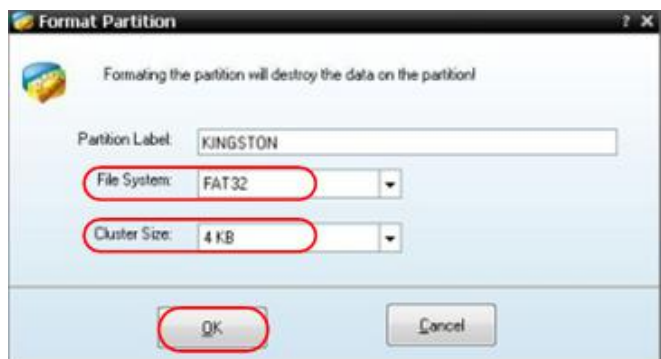 Format Partition ? X
Formating the partition will destroy the data on the partition!
Partition Label: KINGSTON
File System: FAT32
Cluster Size: 4 KB
OK Cancel